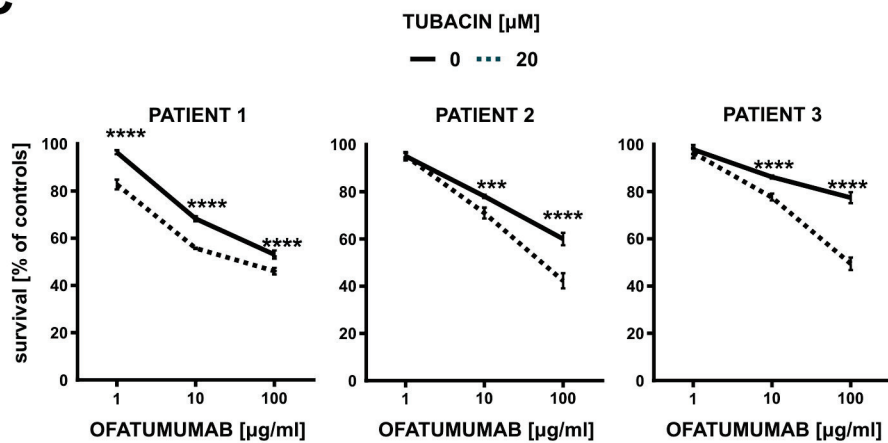 TUBACIN [µM]
0 20
PATIENT 1
PATIENT 2
PATIENT 3
survival [% of controls]
100
80
60
40
20
0
****
****
****
1 10 100
OFATUMUMAB [µg/ml]
100
80
60
40
20
0
***
****
1 10 100
OFATUMUMAB [µg/ml]
100
80
60
40
20
0
****
****
1 10 100
OFATUMUMAB [µg/ml]